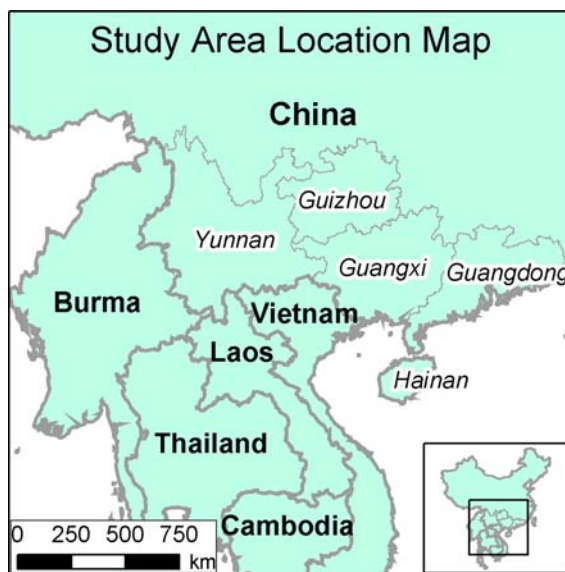 Study Area Location Map
China
Guizhou
Yunnan
Guangxi
Guangdong
Burma
Vietnam
Laos
Hainan
Thailand
Cambodia
0 250 500 750
km